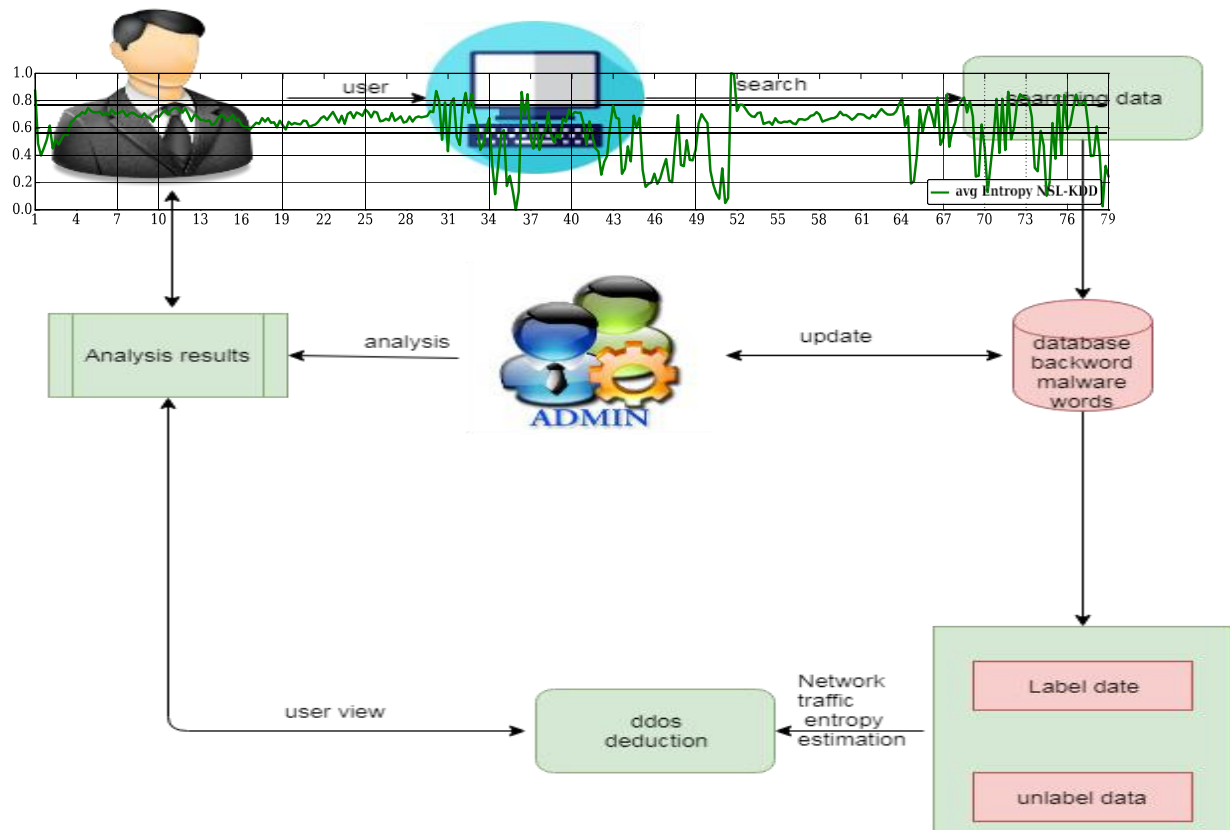 user
search
searching data
1.0
0.8
0.6
0.4
0.2
0.0
avg Entropy NSL-KDD
1 4 7 10 13 16 19 22 25 28 31 34 37 40 43 46 49 52 55 58 61 64 67 70 73 76 79
Analysis results
analysis
ADMIN
update
database
backword
malware
words
Label date
Network
traffic
entropy
estimation
user view
ddos
deduction
unlabel data